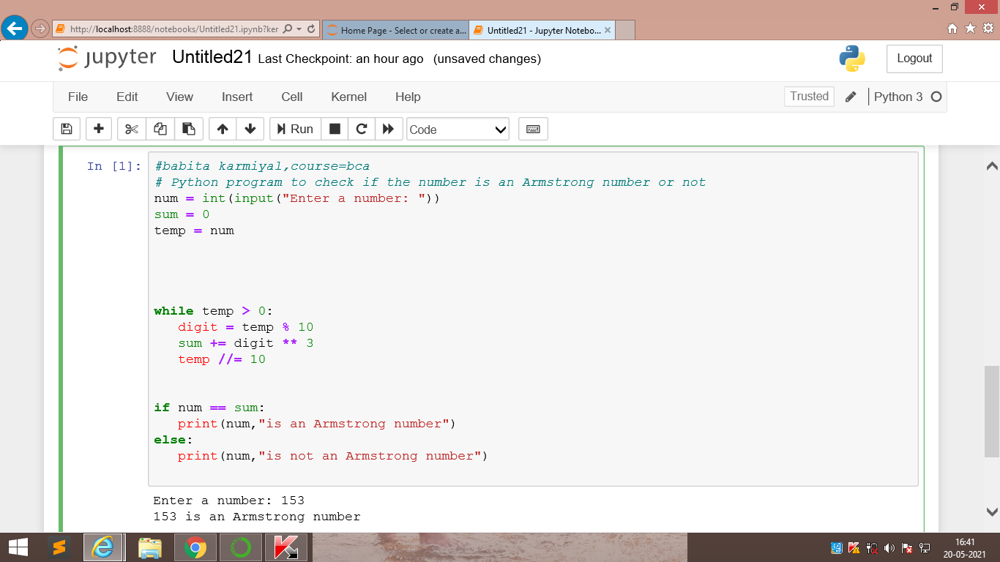 http://localhost:8888/notebooks/Untitled21.ipynb?ker
Home Page - Select or create a...
Untitled21 - Jupyter Notebo...
jupyter Untitled21 Last Checkpoint: an hour ago (unsaved changes)
Logout
File Edit View Insert Cell Kernel Help
Trusted
Python 3
Run
Code
In [1]:
#babita karmiyal,course=bca
# Python program to check if the number is an Armstrong number or not
num = int(input("Enter a number: "))
sum = 0
temp = num
while temp > 0:
   digit = temp % 10
   sum += digit ** 3
   temp //= 10
if num == sum:
   print(num,"is an Armstrong number")
else:
   print(num,"is not an Armstrong number")
Enter a number: 153
153 is an Armstrong number
16:41
20-05-2021